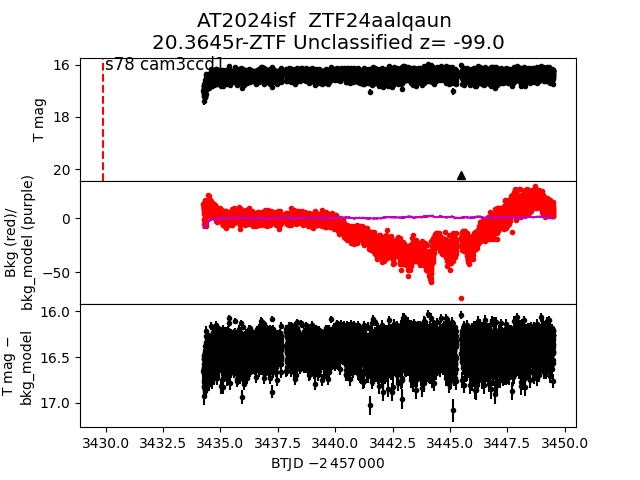 AT2024isf  ZTF24aalqaun
20.3645r-ZTF Unclassified z= -99.0
s78 cam3ccd1
T mag
16
18
20
Bkg (red)/
bkg_model (purple)
0
−50
T mag −
bkg_model
16.0
16.5
17.0
3430.0 3432.5 3435.0 3437.5 3440.0 3442.5 3445.0 3447.5 3450.0
BTJD −2 457 000